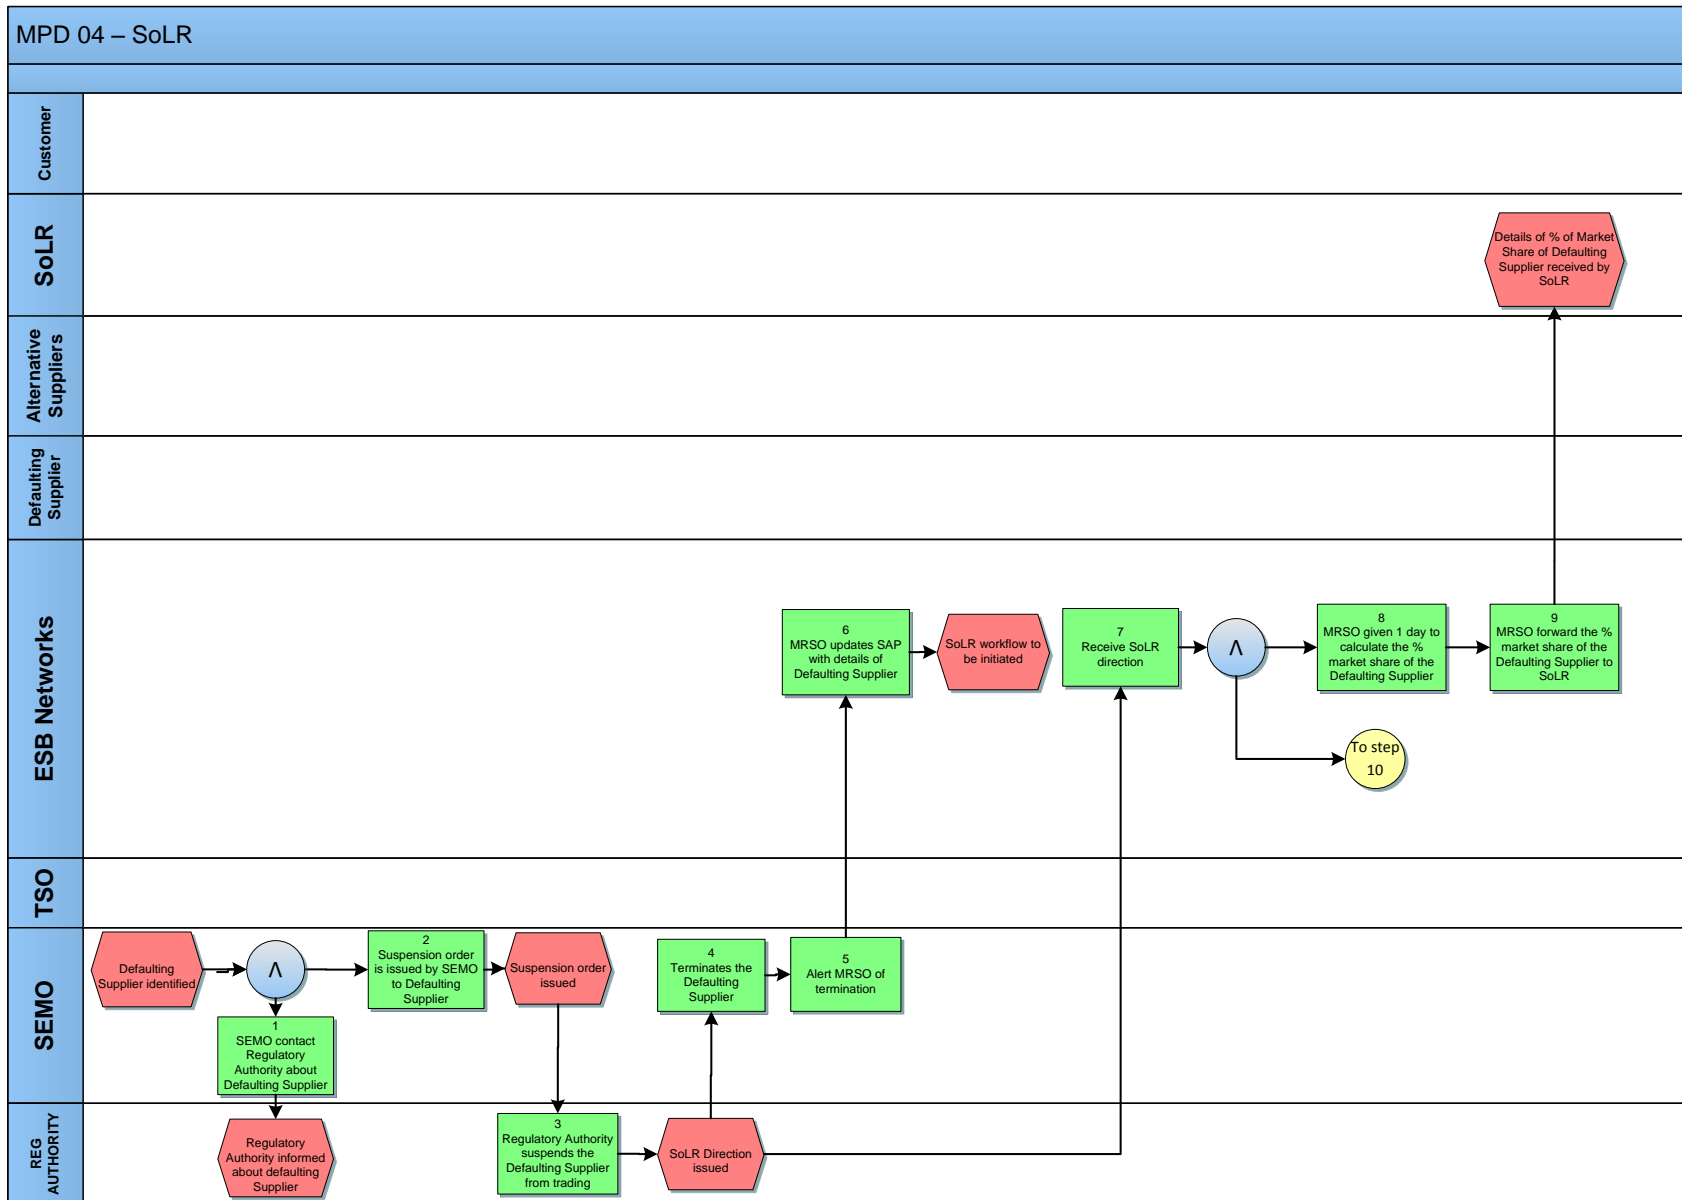 MPD 04 – SoLR
Customer
SoLR
Details of % of Market
Share of Defaulting
Supplier received by
SoLR
Alternative
Suppliers
Defaulting
Supplier
ESB Networks
6
MRSO updates SAP
with details of
Defaulting Supplier
SoLR workflow to
be initiated
7
Receive SoLR
direction
Λ
8
MRSO given 1 day to
calculate the %
market share of the
Defaulting Supplier
9
MRSO forward the %
market share of the
Defaulting Supplier to
SoLR
To step
10
TSO
SEMO
Defaulting
Supplier identified
Λ
2
Suspension order
is issued by SEMO
to Defaulting
Supplier
Suspension order
issued
4
Terminates the
Defaulting
Supplier
5
Alert MRSO of
termination
1
SEMO contact
Regulatory
Authority about
Defaulting Supplier
REG
AUTHORITY
Regulatory
Authority informed
about defaulting
Supplier
3
Regulatory Authority
suspends the
Defaulting Supplier
from trading
SoLR Direction
issued